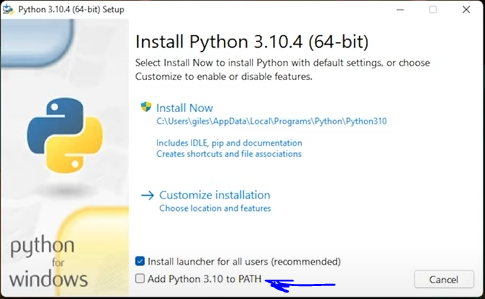 Python 3.10.4 (64-bit) Setup
Install Python 3.10.4 (64-bit)
Select Install Now to install Python with default settings, or choose
Customize to enable or disable features.
Install Now
C:\Users\giles\AppData\Local\Programs\Python\Python310
Includes IDLE, pip and documentation
Creates shortcuts and file associations
Customize installation
Choose location and features
python
for
windows
Install launcher for all users (recommended)
Add Python 3.10 to PATH
Cancel